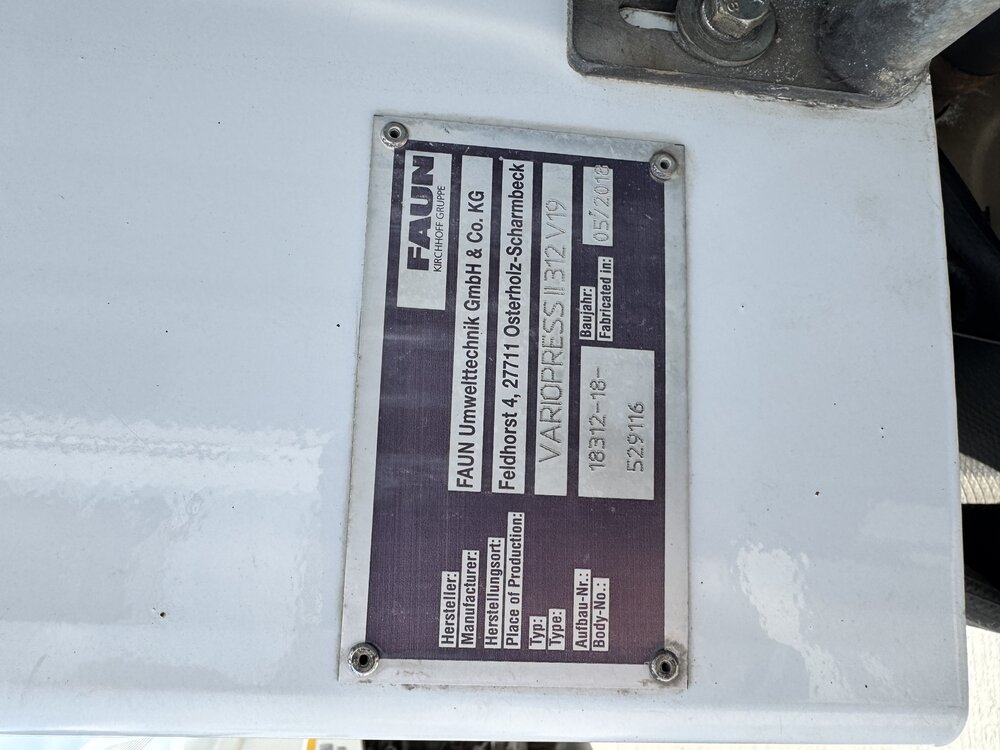 FAUN
KIRCHHOFF GRUPPE
Hersteller:
Manufacturer:
FAUN Umwelttechnik GmbH & Co. KG
Herstellungsort:
Place of Production:
Feldhorst 4, 27711 Osterholz-Scharmbeck
Typ:
Type:
VARIOPRESS II 312 V19
Aufbau-Nr.:
Body-No.:
18312-18-
529116
Baujahr:
Fabricated in:
05/2018